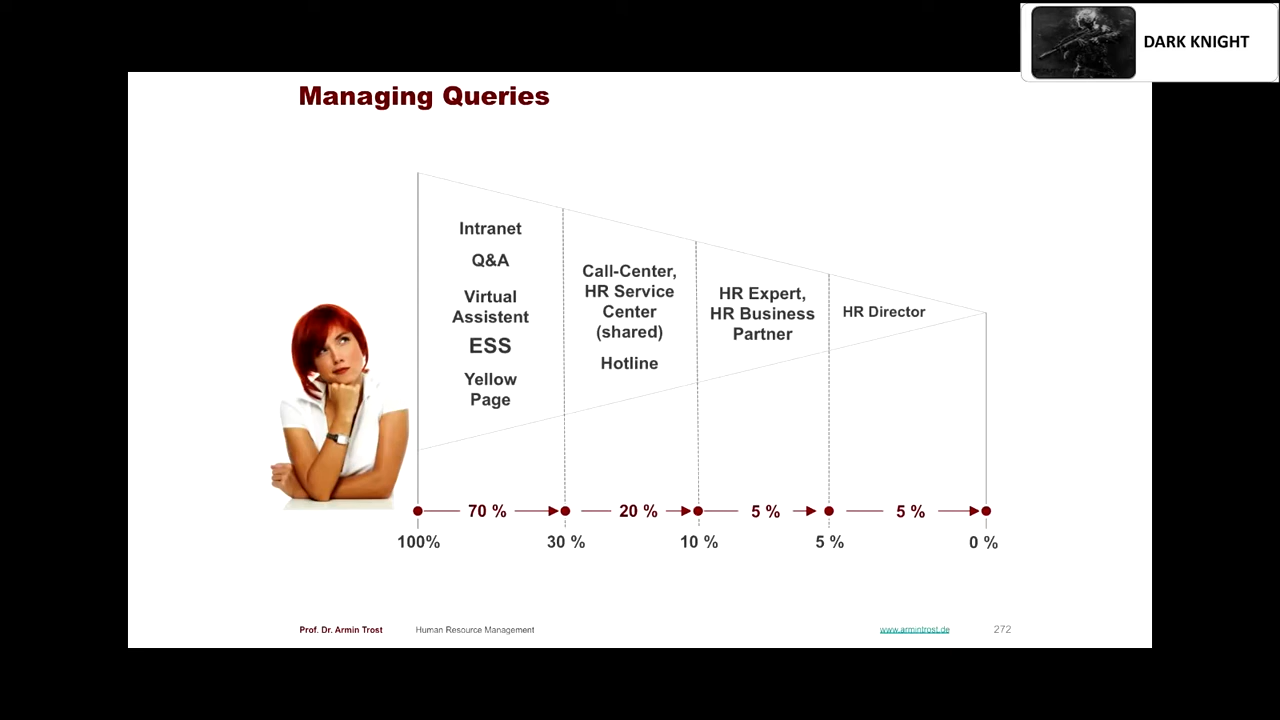 DARK KNIGHT
Managing Queries
Intranet
Q&A
Virtual
Assistent
ESS
Yellow
Page
Call-Center,
HR Service
Center
(shared)
Hotline
HR Expert,
HR Business
Partner
HR Director
70 %
20 %
5 %
5 %
100%
30 %
10 %
5 %
0 %
Prof. Dr. Armin Trost
Human Resource Management
www.armintrost.de
272